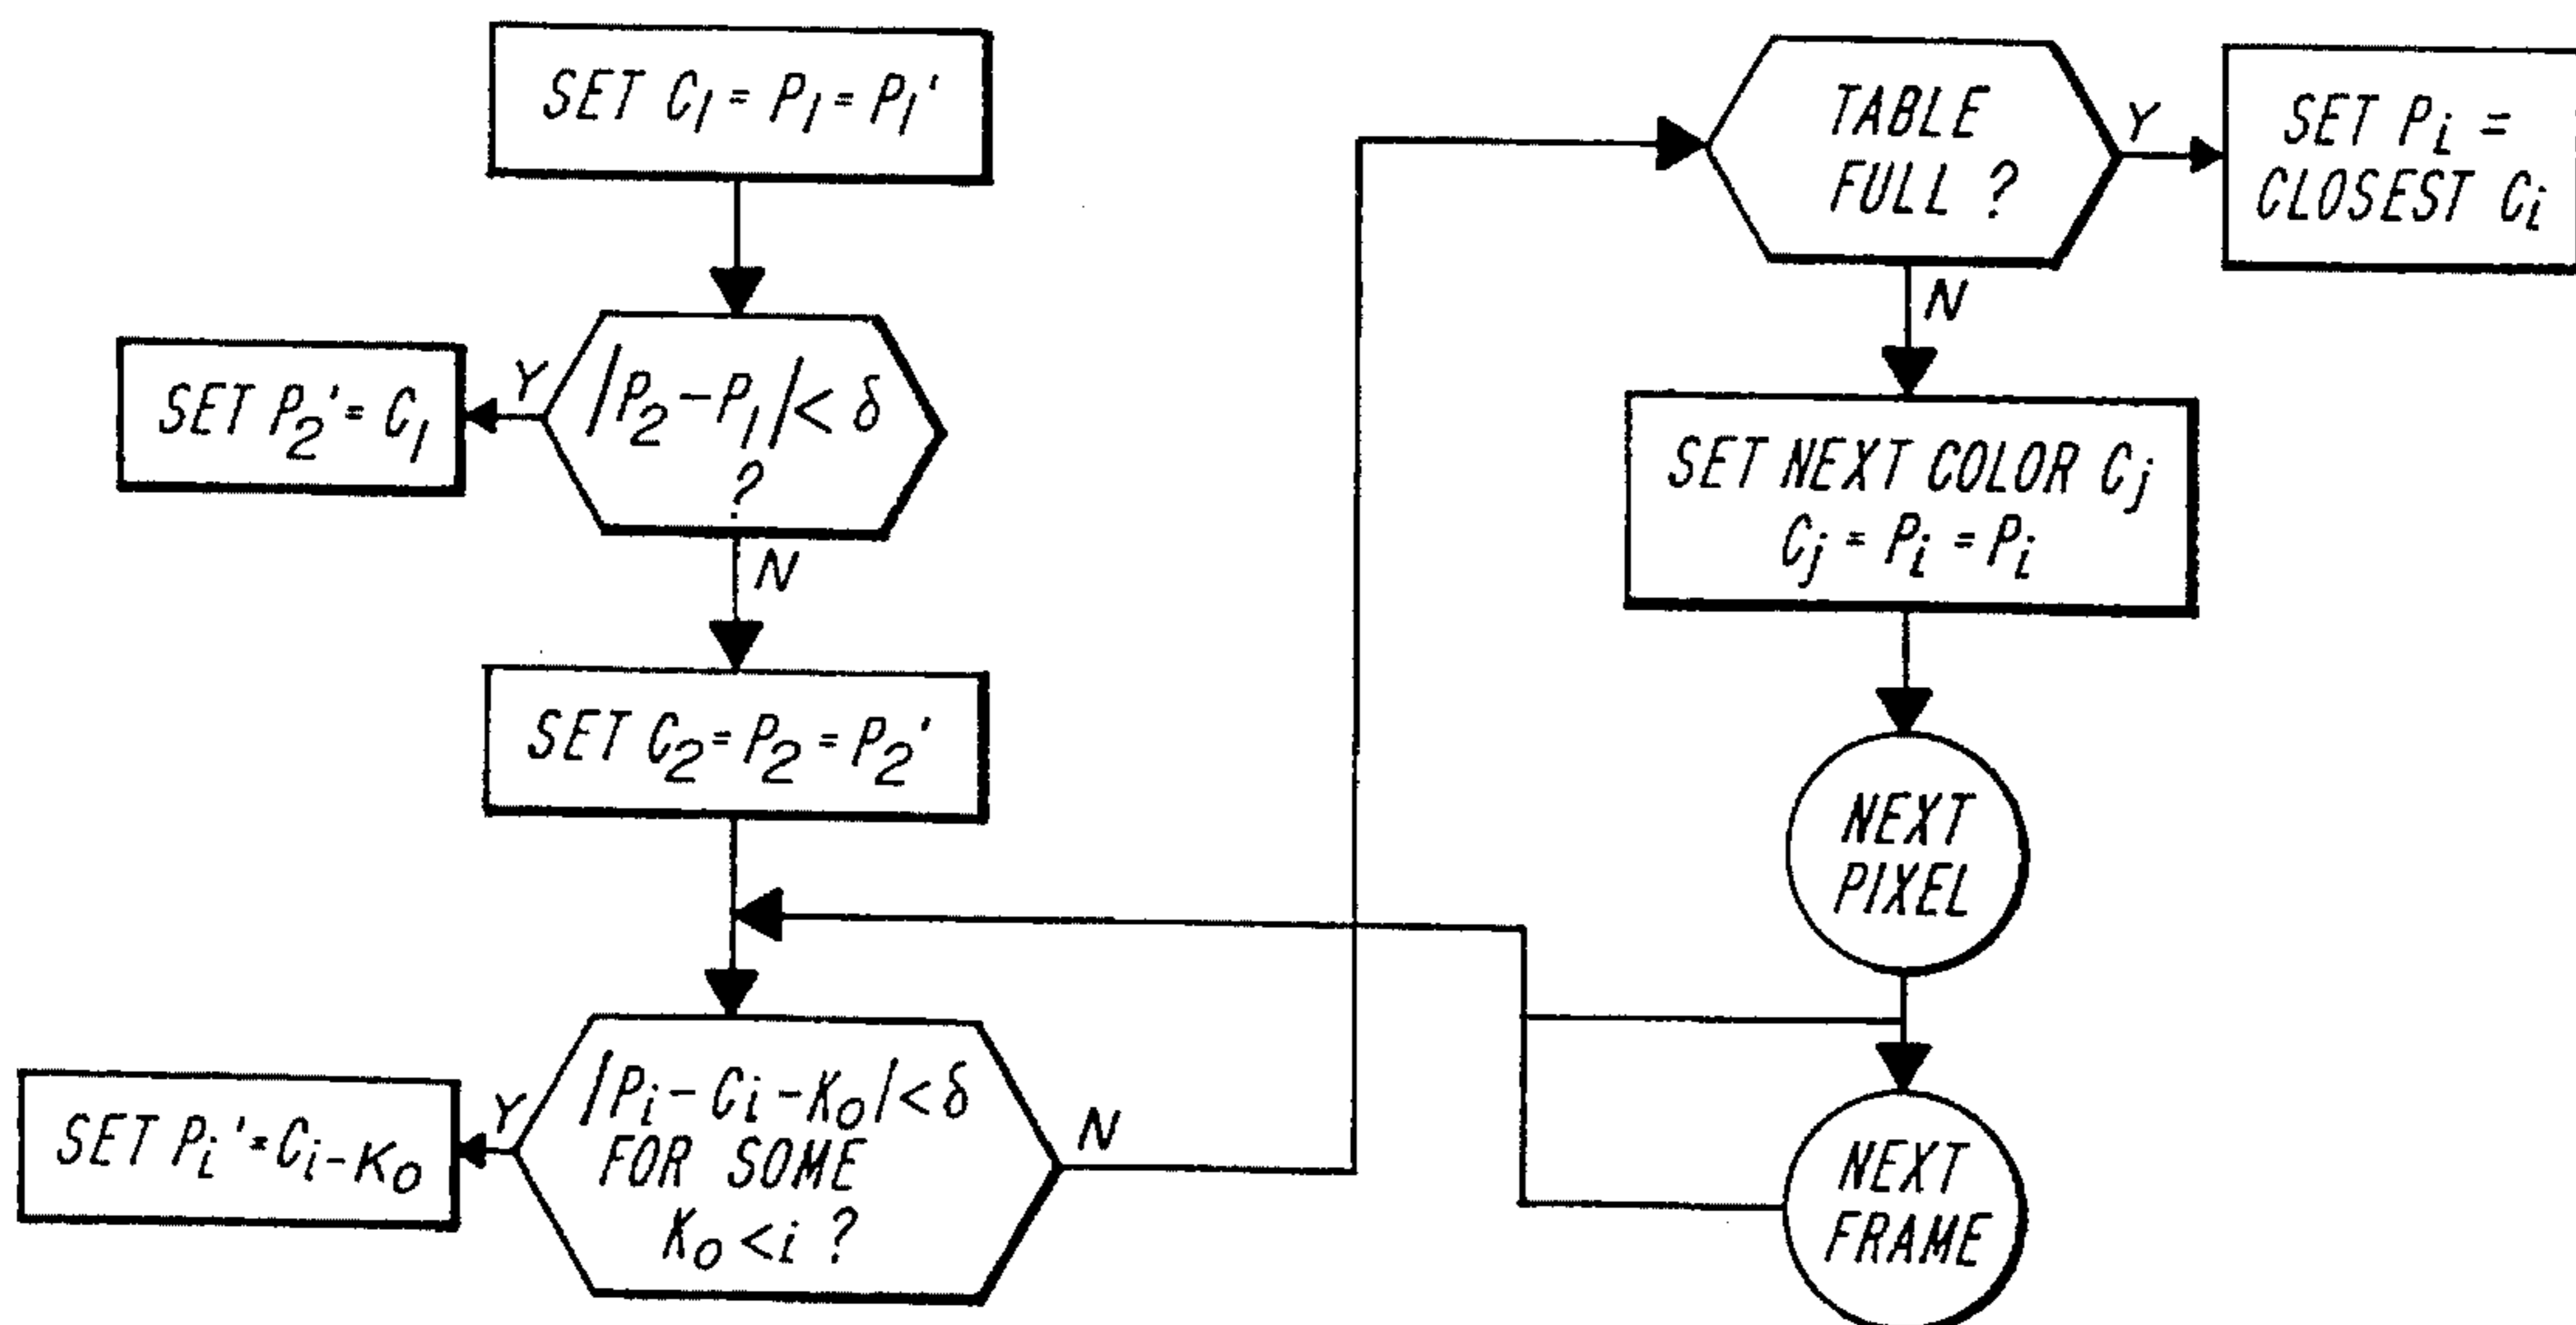 SET C₁ = P₁ = P₁'
|P₂ - P₁| < δ
?
Y
SET P₂' = C₁
N
SET C₂ = P₂ = P₂'
|Pᵢ - Cᵢ - K₀| < δ
FOR SOME
K₀ < i ?
Y
SET Pᵢ' = Cᵢ₋K₀
N
TABLE
FULL ?
Y
SET Pᵢ =
CLOSEST Cᵢ
N
SET NEXT COLOR Cⱼ
Cⱼ = Pᵢ = Pᵢ
NEXT
PIXEL
NEXT
FRAME